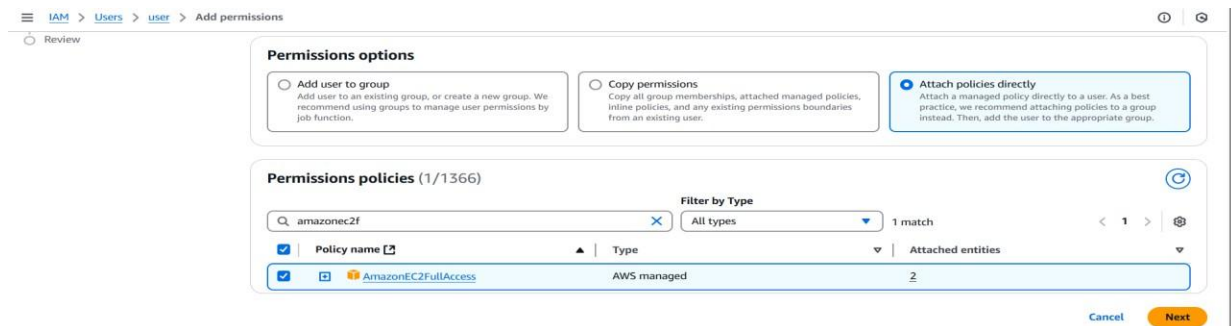 IAM > Users > user > Add permissions
Review
Permissions options
Add user to group
Add user to an existing group, or create a new group. We
recommend using groups to manage user permissions by
job function.
Copy permissions
Copy all group memberships, attached managed policies,
inline policies, and any existing permissions boundaries
from an existing user.
Attach policies directly
Attach a managed policy directly to a user. As a best
practice, we recommend attaching policies to a group
instead. Then, add the user to the appropriate group.
Permissions policies (1/1366)
Filter by Type
amazonec2f
All types
1 match
< 1 >
Policy name
Type
Attached entities
AmazonEC2FullAccess
AWS managed
2
Cancel
Next